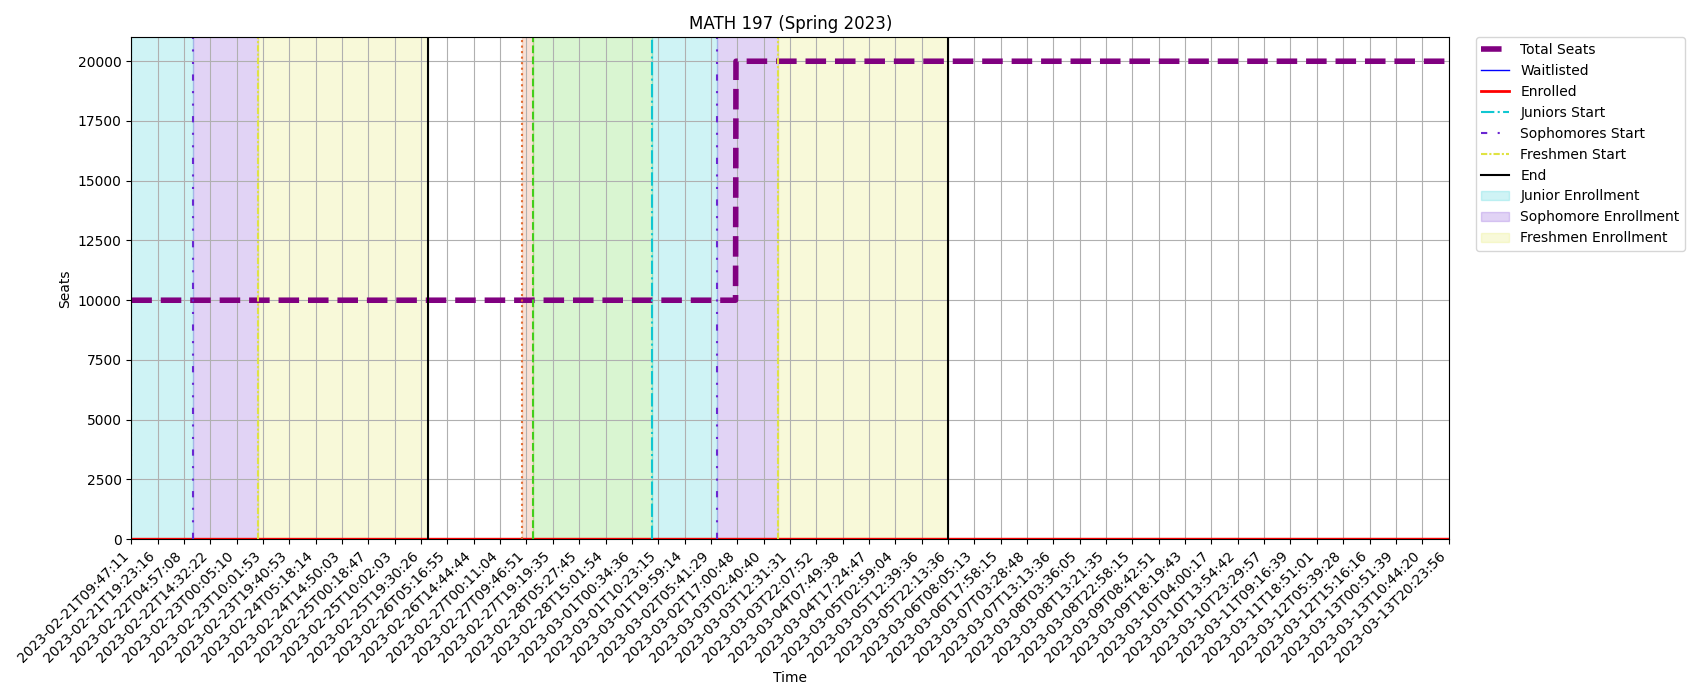 MATH 197 (Spring 2023)
Seats
20000
17500
15000
12500
10000
7500
5000
2500
0
2023-02-21T09:47:11
2023-02-21T19:23:16
2023-02-22T04:57:08
2023-02-22T14:32:22
2023-02-23T00:05:10
2023-02-23T10:01:53
2023-02-23T19:40:53
2023-02-24T05:18:14
2023-02-24T14:50:03
2023-02-25T00:18:47
2023-02-25T10:02:03
2023-02-25T19:30:26
2023-02-26T05:16:55
2023-02-26T14:44:44
2023-02-27T00:11:04
2023-02-27T09:46:51
2023-02-27T19:19:35
2023-02-28T05:27:45
2023-02-28T15:01:54
2023-03-01T00:34:36
2023-03-01T10:23:15
2023-03-01T19:59:14
2023-03-02T05:41:29
2023-03-02T17:00:48
2023-03-03T02:40:40
2023-03-03T12:31:31
2023-03-03T22:07:52
2023-03-04T07:49:38
2023-03-04T17:24:47
2023-03-05T02:59:04
2023-03-05T12:39:36
2023-03-05T22:13:36
2023-03-06T08:05:13
2023-03-06T17:58:15
2023-03-07T03:28:48
2023-03-07T13:13:36
2023-03-08T03:36:05
2023-03-08T13:21:35
2023-03-08T22:58:15
2023-03-09T08:42:51
2023-03-09T18:19:43
2023-03-10T04:00:17
2023-03-10T13:54:42
2023-03-10T23:29:57
2023-03-11T09:16:39
2023-03-11T18:51:01
2023-03-12T05:39:28
2023-03-12T15:16:16
2023-03-13T00:51:39
2023-03-13T10:44:20
2023-03-13T20:23:56
Time
Total Seats
Waitlisted
Enrolled
Juniors Start
Sophomores Start
Freshmen Start
End
Junior Enrollment
Sophomore Enrollment
Freshmen Enrollment